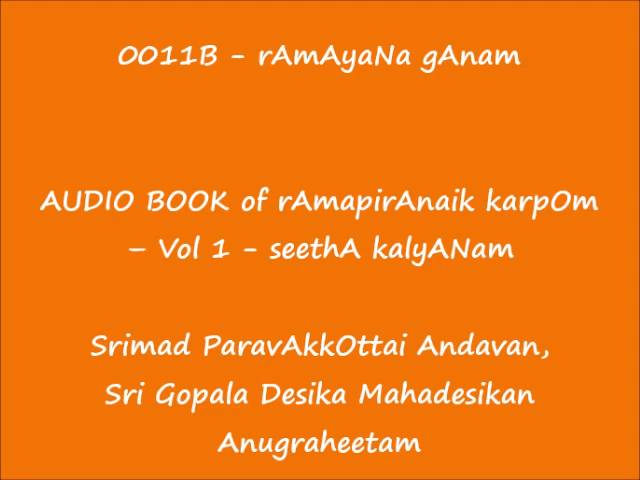 0011B - rAmAyaNa gAnam
AUDIO BOOK of rAmapirAnaik karpOm
– Vol 1 - seethA kalyANam
Srimad ParavAkkOttai Andavan,
Sri Gopala Desika Mahadesikan
Anugraheetam